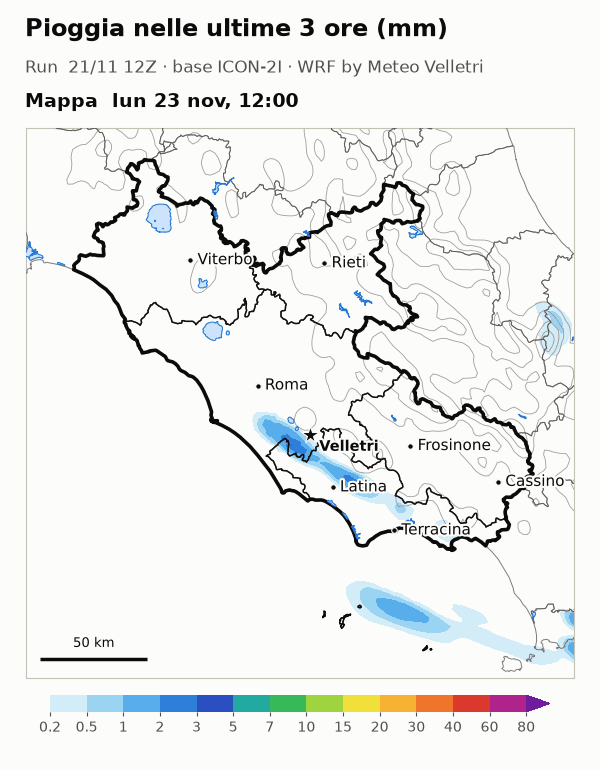 Pioggia nelle ultime 3 ore (mm)
Run  21/11 12Z · base ICON-2I · WRF by Meteo Velletri
Mappa  lun 23 nov, 12:00
Viterbo
Rieti
Roma
Velletri
Frosinone
Cassino
Latina
Terracina
50 km
0.2 0.5 1 2 3 5 7 10 15 20 30 40 60 80